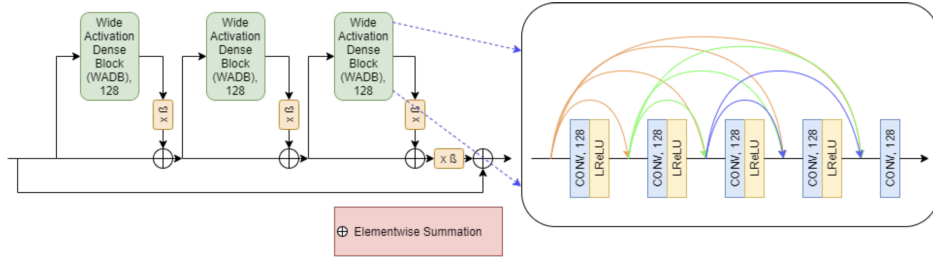 Wide
Activation
Dense
Block
(WADB),
128
Wide
Activation
Dense
Block
(WADB),
128
Wide
Activation
Dense
Block
(WADB),
128
x ß
x ß
x ß
x ß
CONV, 128
LReLU
CONV, 128
LReLU
CONV, 128
LReLU
CONV, 128
LReLU
CONV, 128
Elementwise Summation